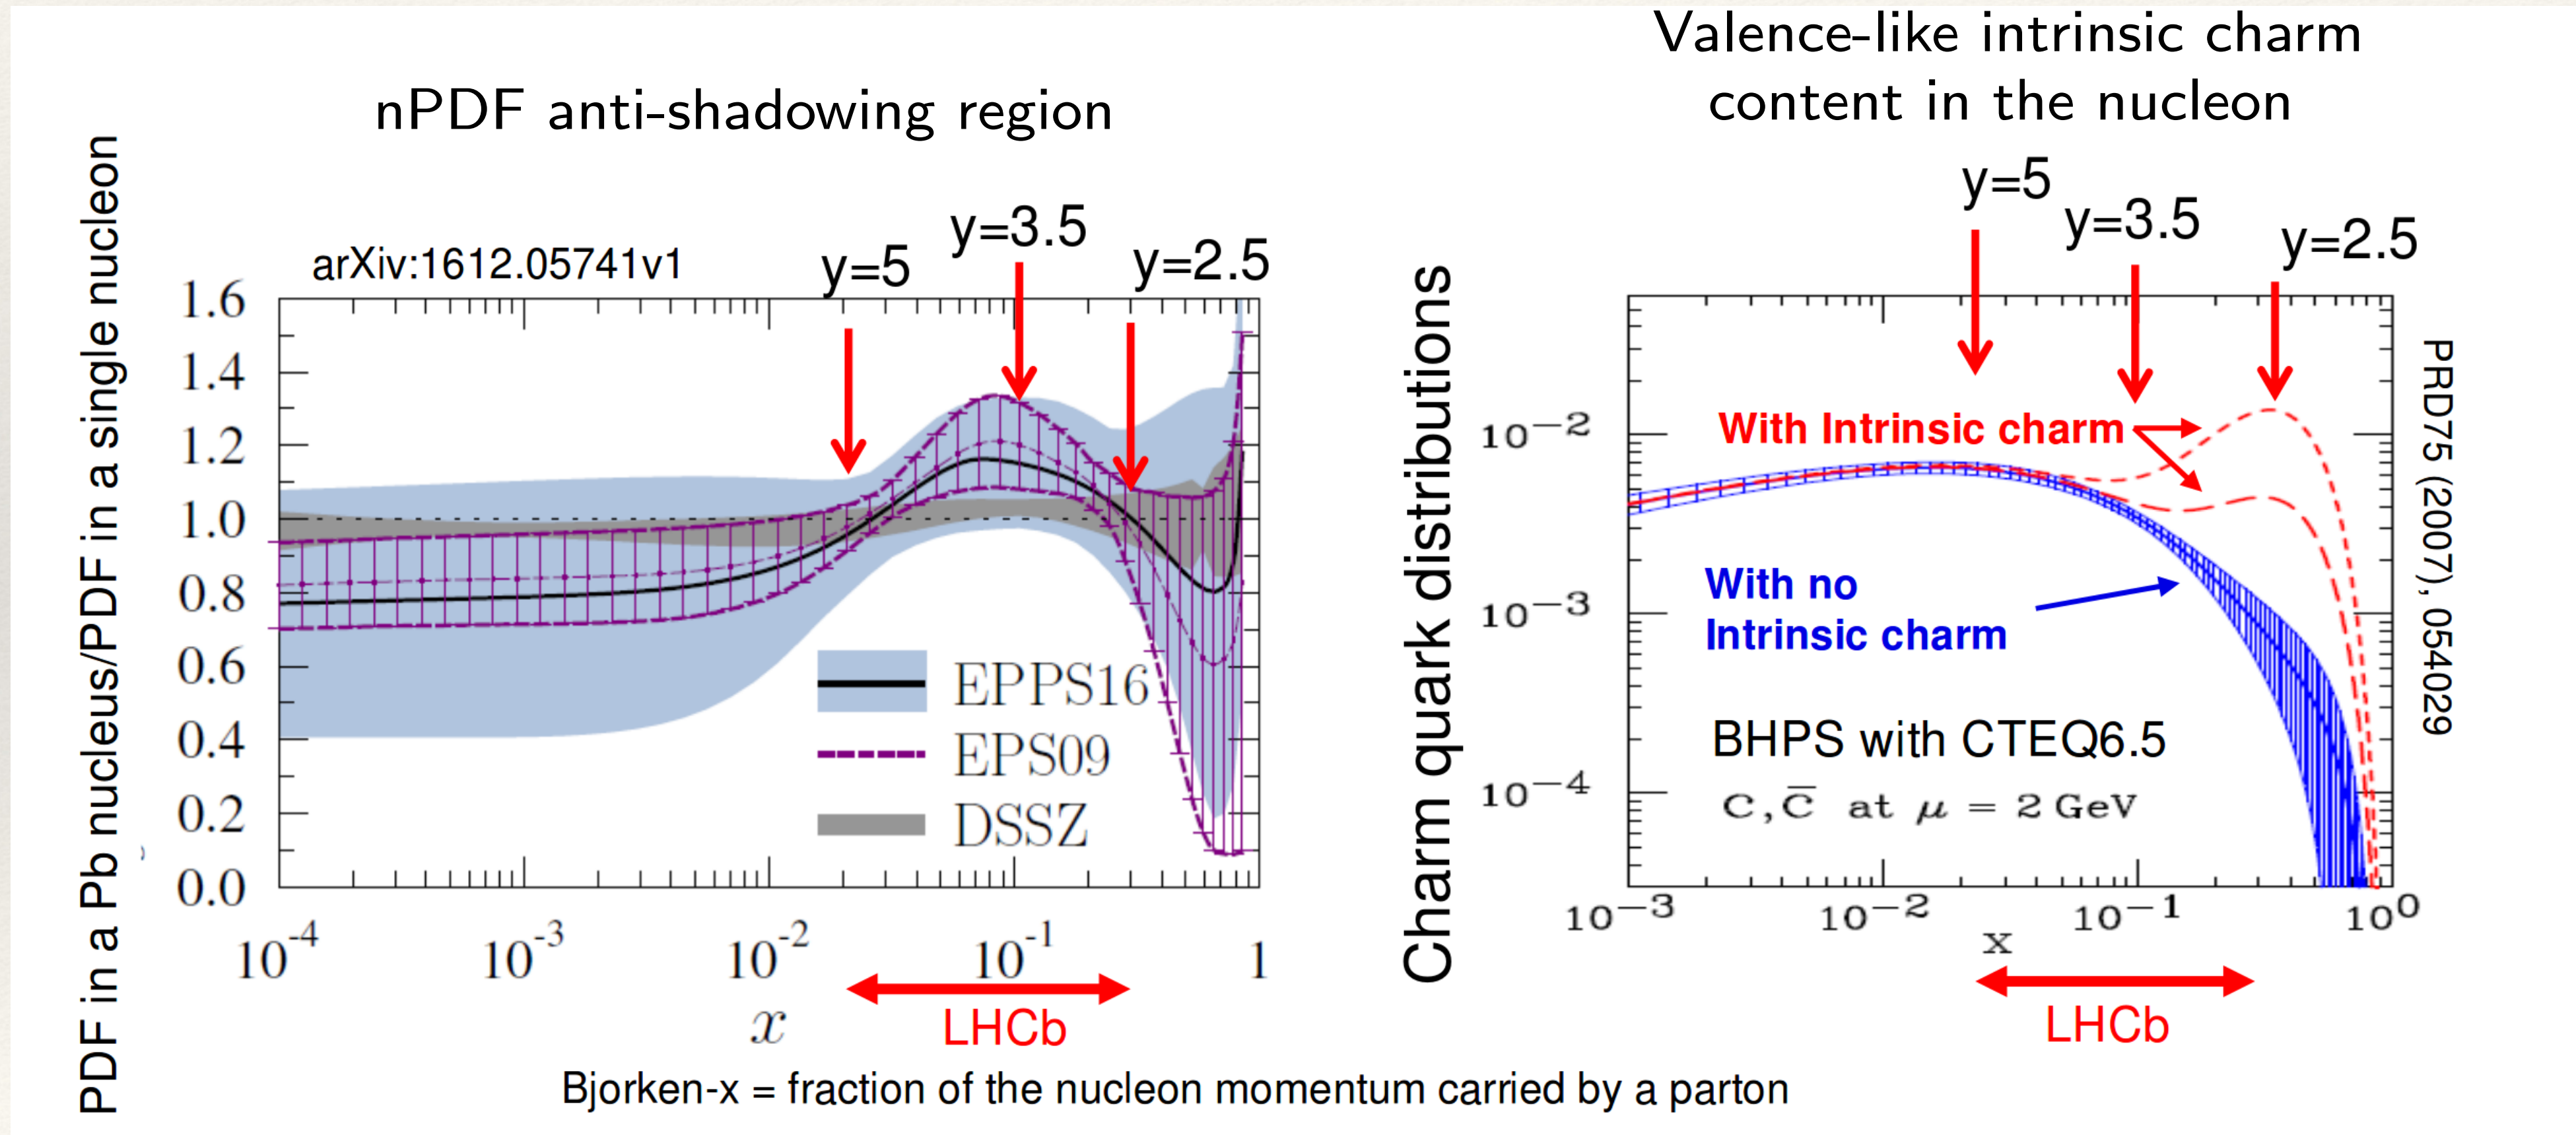 nPDF anti-shadowing region
PDF in a Pb nucleus/PDF in a single nucleon
arXiv:1612.05741v1
y=5
y=3.5
y=2.5
1.6
1.4
1.2
1.0
0.8
0.6
0.4
0.2
0.0
EPPS16
EPS09
DSSZ
10⁻⁴
10⁻³
10⁻²
10⁻¹
1
x
LHCb
Valence-like intrinsic charm
content in the nucleon
Charm quark distributions
y=5
y=3.5
y=2.5
10⁻²
10⁻³
10⁻⁴
With Intrinsic charm
With no
Intrinsic charm
BHPS with CTEQ6.5
C, C̄ at μ = 2 GeV
PRD75 (2007), 054029
10⁻³
10⁻²
10⁻¹
10⁰
x
LHCb
Bjorken-x = fraction of the nucleon momentum carried by a parton